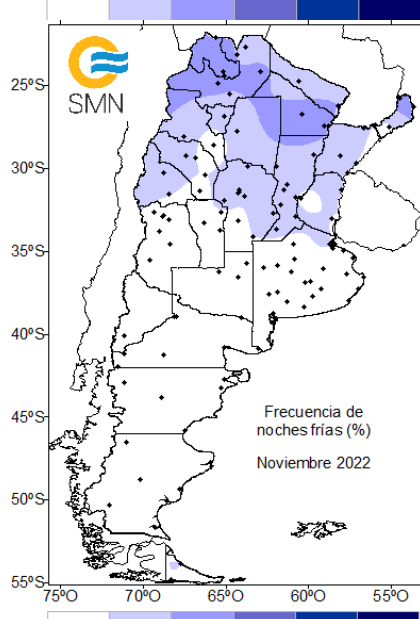 SMN
25ºS
30ºS
35ºS
40ºS
45ºS
50ºS
55ºS
Frecuencia de
noches frías (%)
Noviembre 2022
75ºO 70ºO 65ºO 60ºO 55ºO